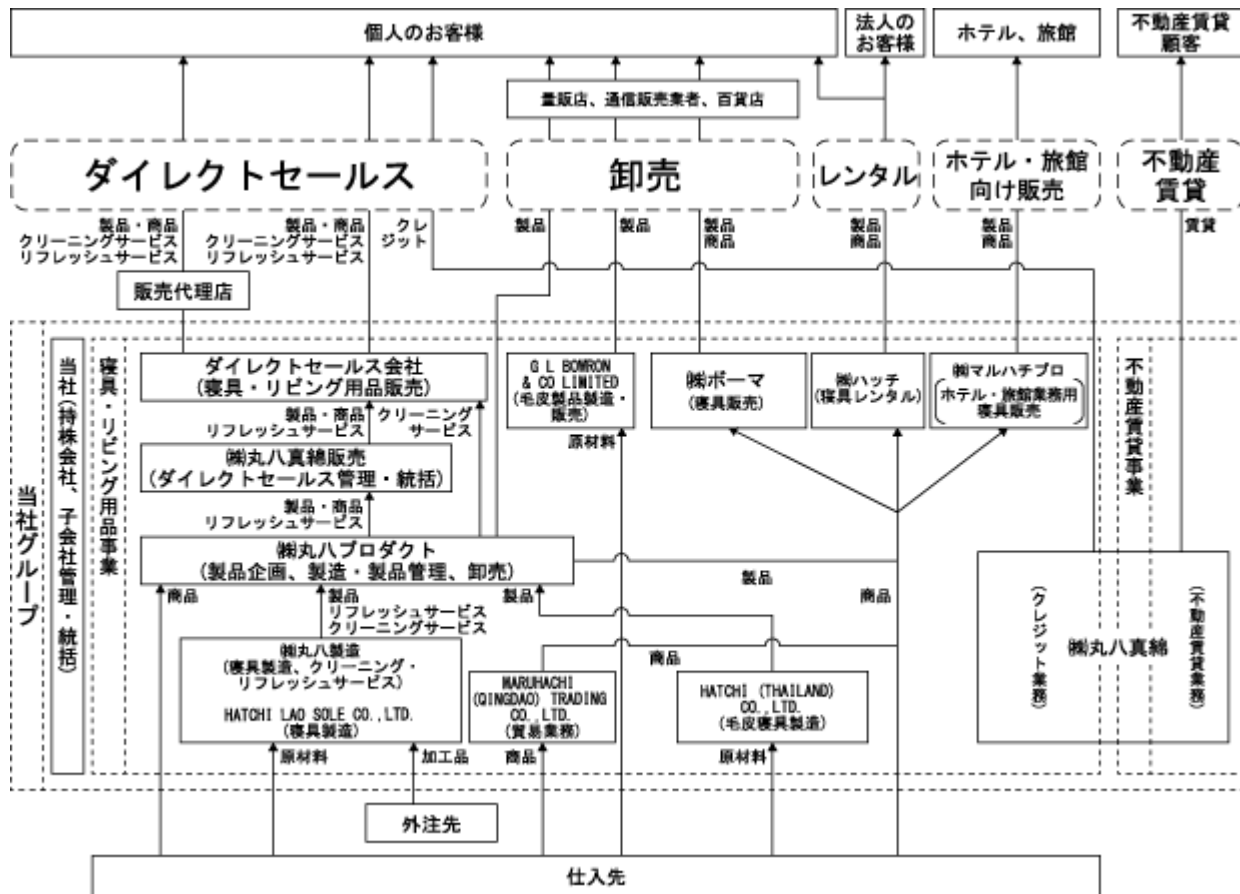 個人のお客様
法人の
お客様
ホテル、旅館
不動産賃貸
顧客
量販店、通信販売業者、百貨店
ダイレクトセールス
卸売
レンタル
ホテル・旅館
向け販売
不動産
賃貸
製品・商品
クリーニングサービス
リフレッシュサービス
製品・商品
クリーニングサービス
リフレッシュサービス
クレ
ジット
製品
製品
製品
商品
製品
商品
製品
商品
賃貸
販売代理店
当社グループ
当社(持株会社、子会社管理・統括)
寝具・リビング用品事業
不動産賃貸事業
ダイレクトセールス会社
(寝具・リビング用品販売)
G L BOWRON
& CO LIMITED
(毛皮製品製造・
販売)
㈱ボーマ
(寝具販売)
㈱ハッチ
(寝具レンタル)
㈱マルハチプロ
(ホテル・旅館業務用
寝具販売)
製品・商品
リフレッシュサービス
クリーニング
サービス
原材料
㈱丸八真綿販売
(ダイレクトセールス管理・統括)
製品・商品
リフレッシュサービス
㈱丸八プロダクト
(製品企画、製造・製品管理、卸売)
製品
商品
商品
製品
リフレッシュサービス
クリーニングサービス
製品
㈱丸八製造
(寝具製造、クリーニング・
リフレッシュサービス)
HATCHI LAO SOLE CO.,LTD.
(寝具製造)
商品
MARUHACHI
(QINGDAO) TRADING
CO.,LTD.
(貿易業務)
HATCHI (THAILAND)
CO.,LTD.
(毛皮寝具製造)
(クレジット業務)
㈱丸八真綿
(不動産賃貸業務)
原材料
加工品
商品
原材料
外注先
仕入先